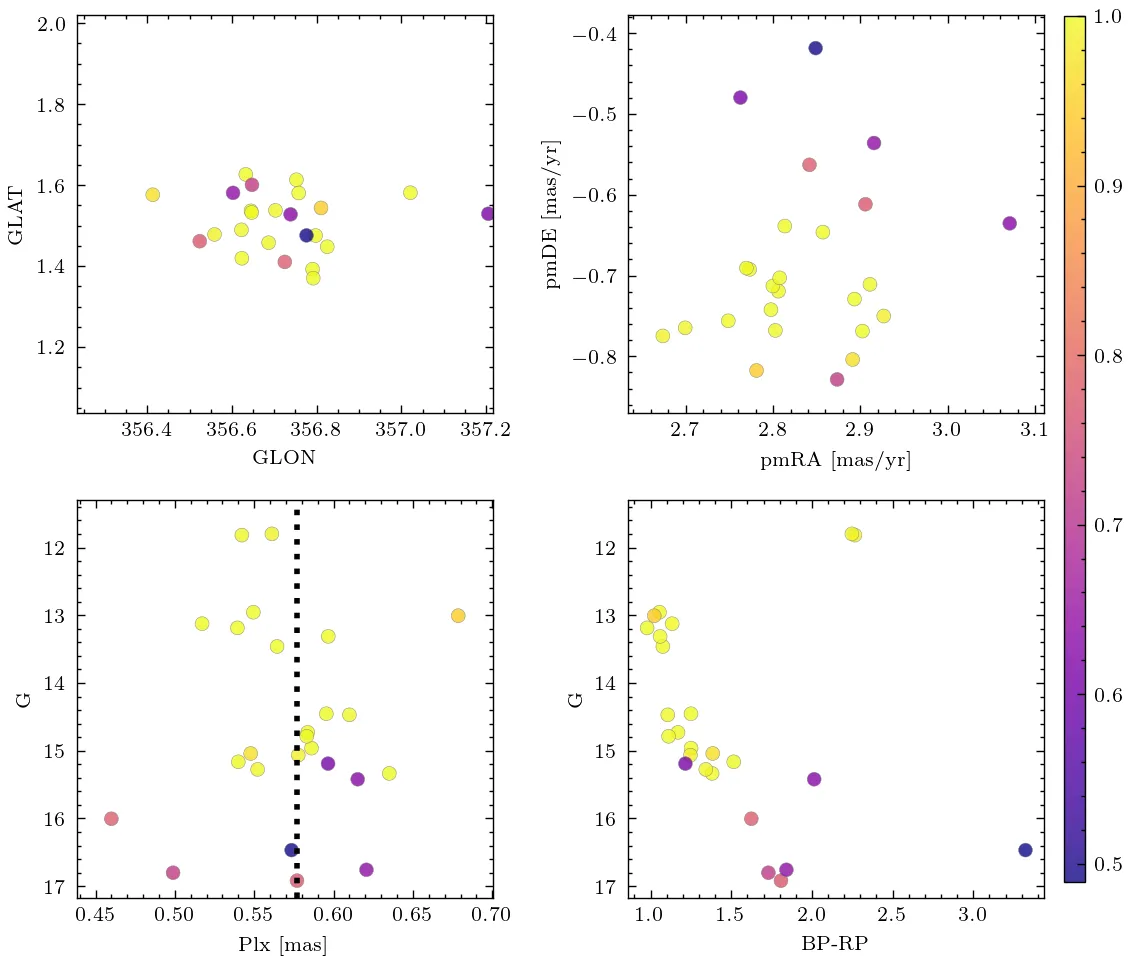 2.0
1.8
1.6
1.4
1.2
GLAT
356.4 356.6 356.8 357.0 357.2
GLON
−0.4
−0.5
−0.6
−0.7
−0.8
pmDE [mas/yr]
2.7 2.8 2.9 3.0 3.1
pmRA [mas/yr]
12
13
14
15
16
17
G
0.45 0.50 0.55 0.60 0.65 0.70
Plx [mas]
12
13
14
15
16
17
G
1.0 1.5 2.0 2.5 3.0
BP-RP
1.0
0.9
0.8
0.7
0.6
0.5